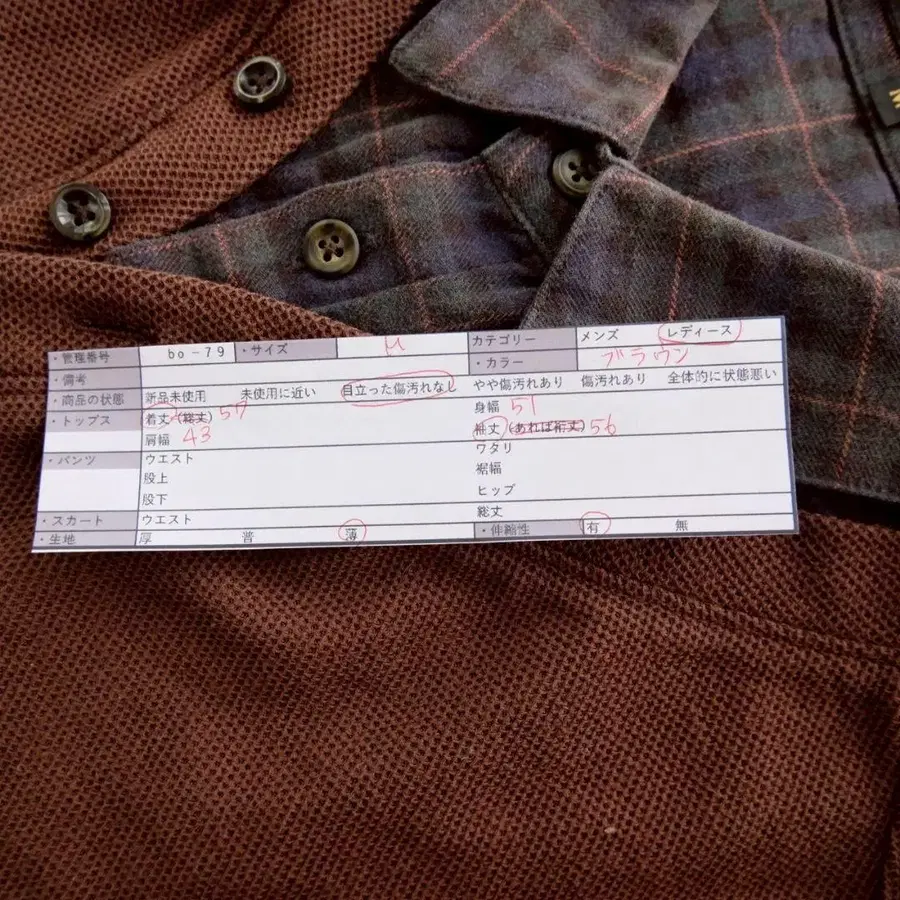 ・管理番号 bo-79 ・サイズ M カテゴリー メンズ レディース
・備考 ・カラー ブラウン
・商品の状態 新品未使用 未使用に近い 目立った傷汚れなし やや傷汚れあり 傷汚れあり 全体的に状態悪い
・トップス 着丈 (総丈) 57 身幅 51
肩幅 43 袖丈 (あれば裄丈) 56
・パンツ ウエスト ワタリ
股上 裾幅
股下 ヒップ
・スカート ウエスト 総丈
・生地 厚 普 薄 ・伸縮性 有 無